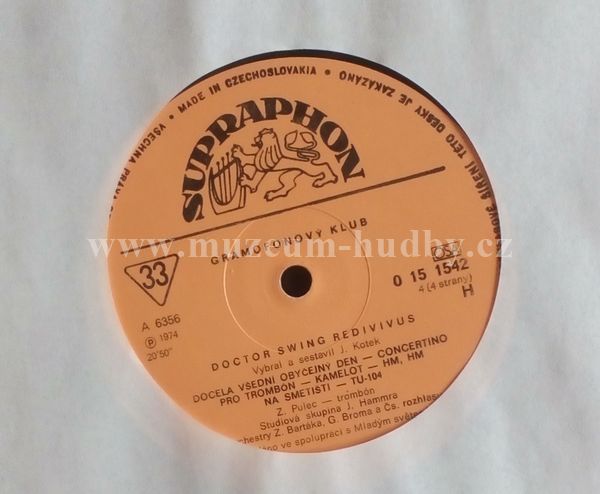 VŠECHNA PRÁVA
• MADE IN CZECHOSLOVAKIA •
ŠÍŘENÍ TÉTO DESKY JE ZAKÁZÁNO •
SUPRAPHON
GRAMOFONOVÝ KLUB
www.muzeum-hudby.cz
33
OSA
0 15 1542
4 (4 strany)
H
A 6356
Ⓟ 1974
20'50"
DOCTOR SWING REDIVIVUS
Vybral a sestavil J. Kotek
DOCELA VŠEDNÍ OBYČEJNÝ DEN — CONCERTINO
PRO TROMBÓN — KAMELOT — HM, HM
NA SMETIŠTI — TU-104
Z. Pulec — trombón
Studiová skupina J. Hammra
Z. Bartáka, G. Broma a Čs. rozhlasu
ve spolupráci s Mladým